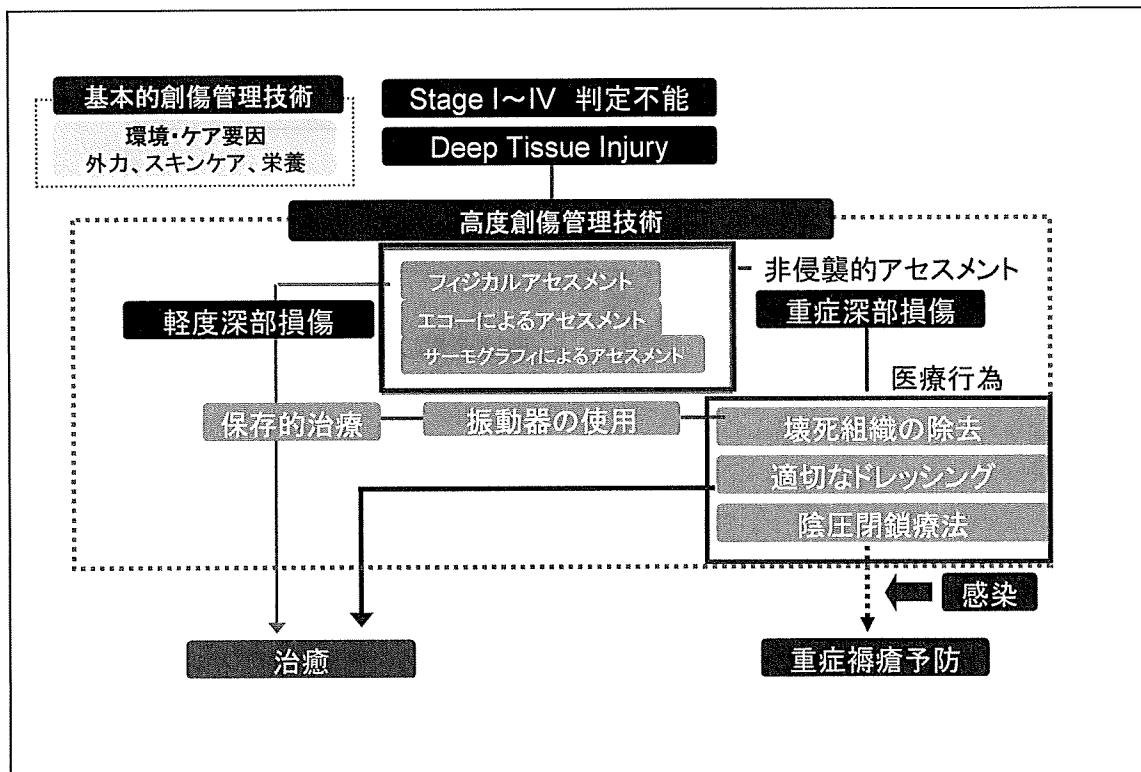 基本的創傷管理技術
環境・ケア要因
外力、スキンケア、栄養
Stage I～IV 判定不能
Deep Tissue Injury
高度創傷管理技術
フィジカルアセスメント
エコーによるアセスメント
サーモグラフィによるアセスメント
非侵襲的アセスメント
軽度深部損傷
重症深部損傷
医療行為
保存的治療
振動器の使用
壊死組織の除去
適切なドレッシング
陰圧閉鎖療法
感染
治癒
重症褥瘡予防